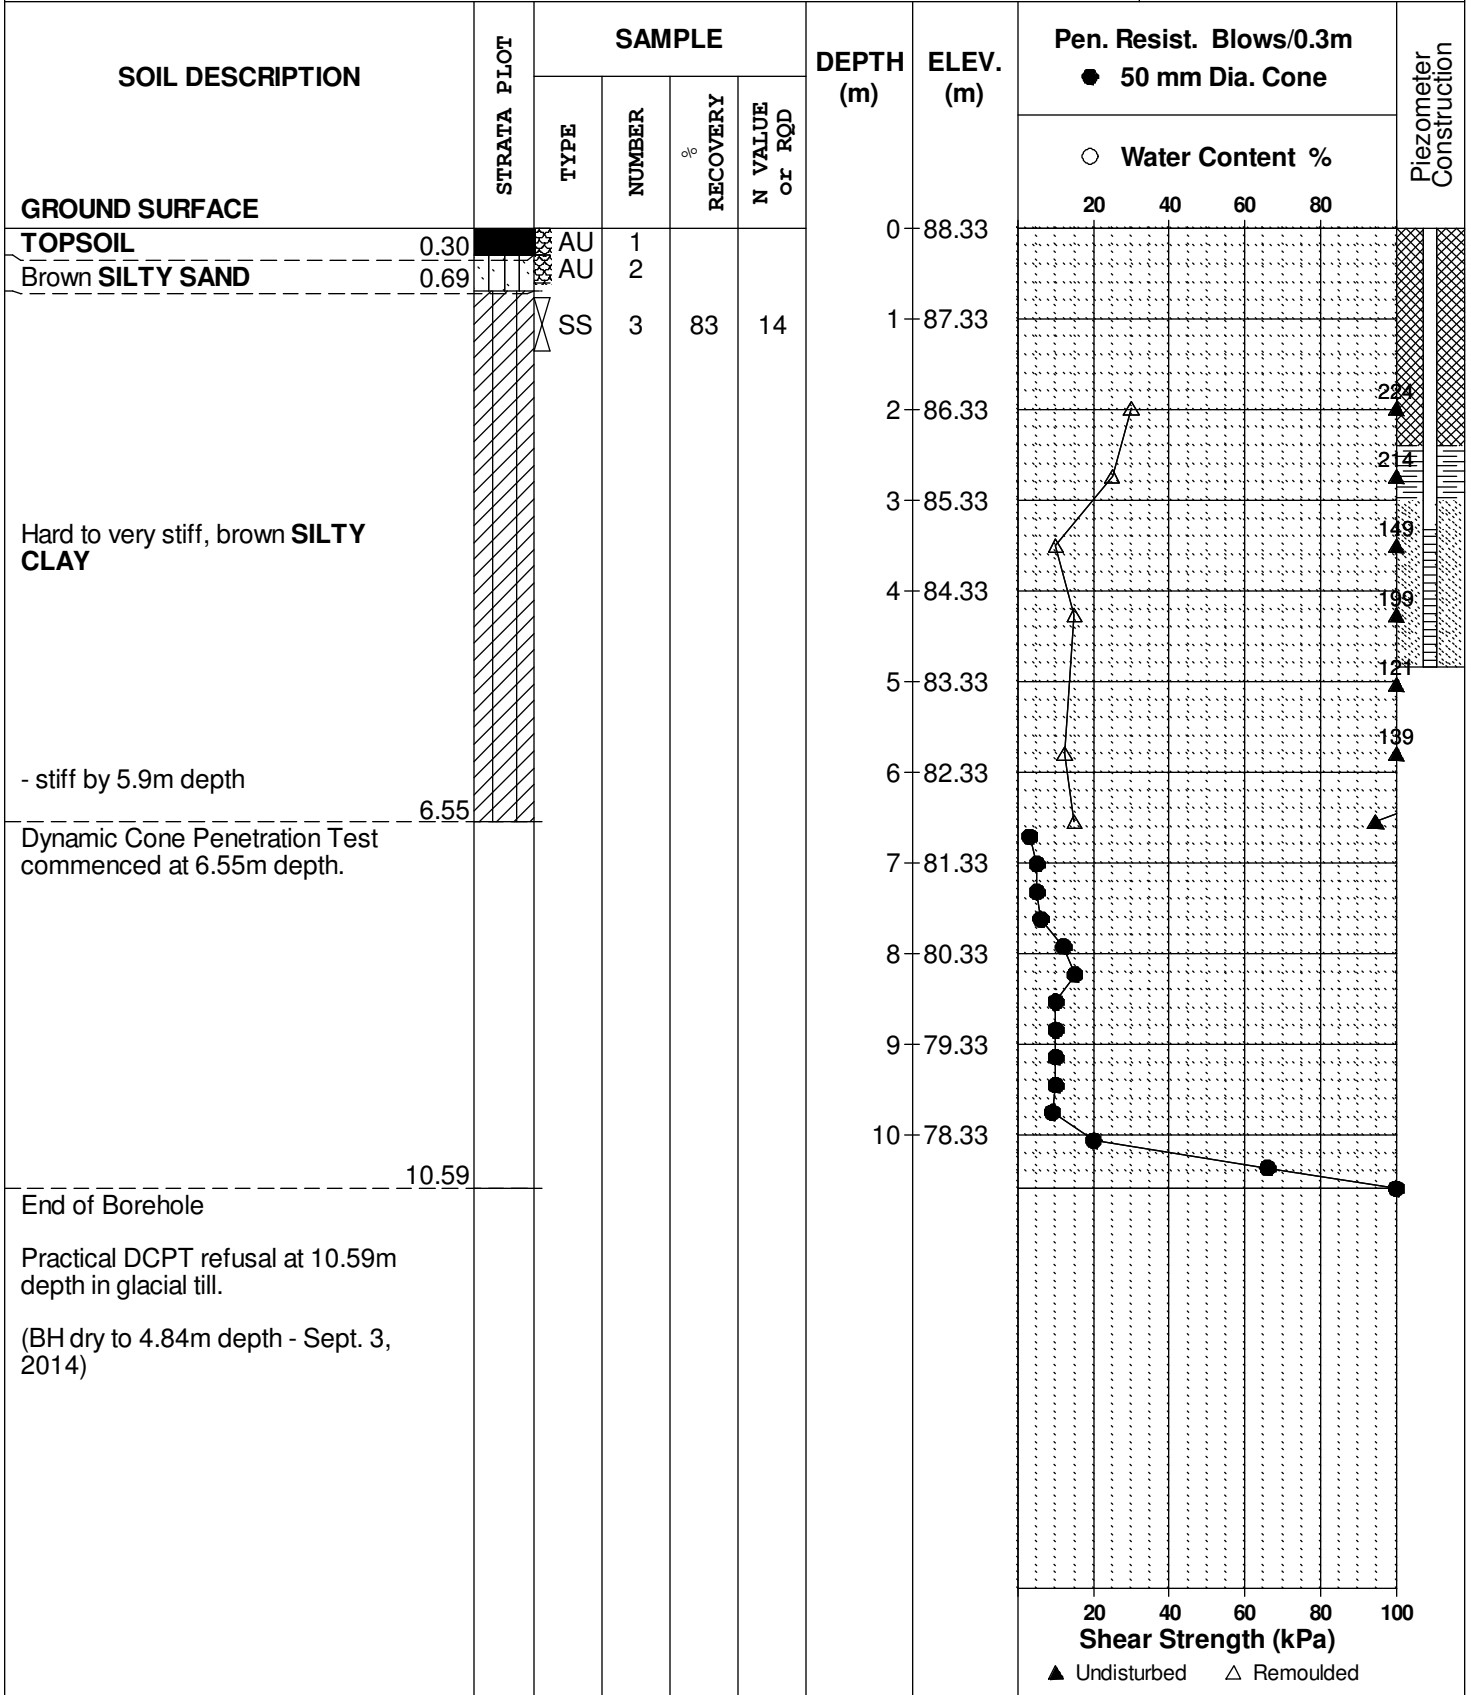 SOIL DESCRIPTION
GROUND SURFACE
STRATA PLOT
SAMPLE
TYPE
NUMBER
% RECOVERY
N VALUE or RQD
DEPTH (m)
ELEV. (m)
Pen. Resist. Blows/0.3m
● 50 mm Dia. Cone
○ Water Content %
20 40 60 80
Piezometer Construction
TOPSOIL 0.30
AU 1
Brown SILTY SAND 0.69
AU 2
SS 3 83 14
Hard to very stiff, brown SILTY
CLAY
- stiff by 5.9m depth
6.55
Dynamic Cone Penetration Test
commenced at 6.55m depth.
10.59
End of Borehole
Practical DCPT refusal at 10.59m
depth in glacial till.
(BH dry to 4.84m depth - Sept. 3,
2014)
0 88.33
1 87.33
2 86.33
3 85.33
4 84.33
5 83.33
6 82.33
7 81.33
8 80.33
9 79.33
10 78.33
224
214
149
199
121
139
20 40 60 80 100
Shear Strength (kPa)
▲ Undisturbed △ Remoulded